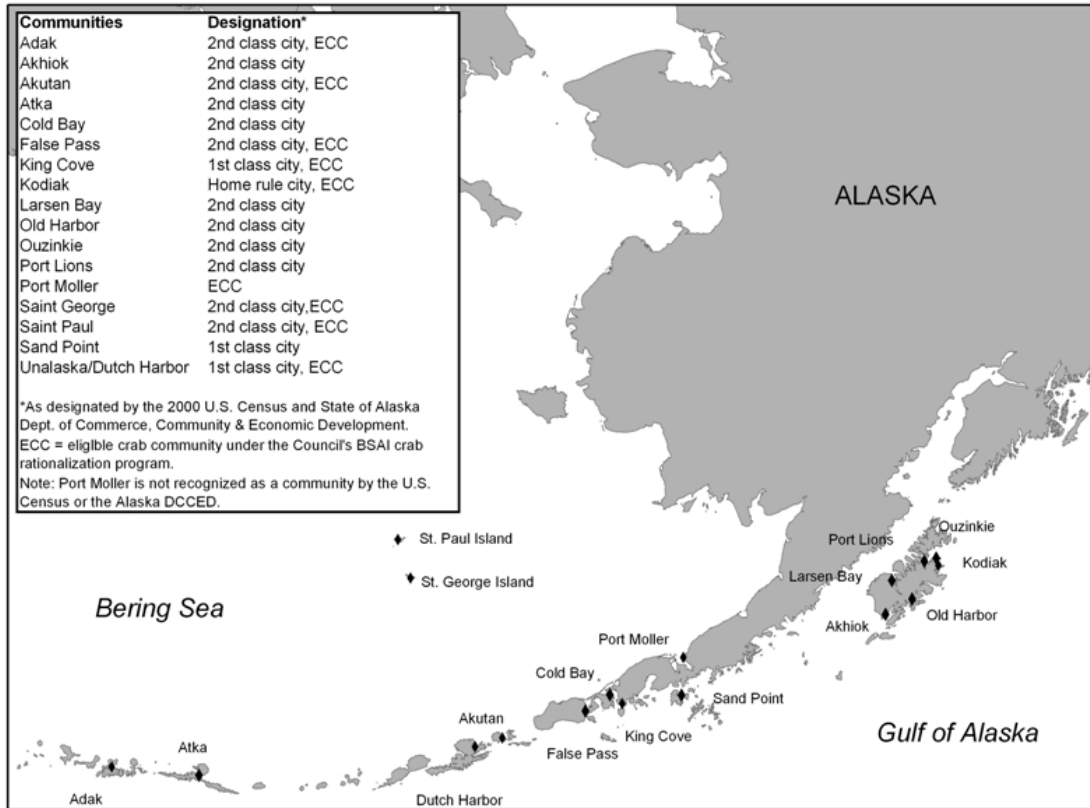 Communities Designation*
Adak 2nd class city, ECC
Akhiok 2nd class city
Akutan 2nd class city, ECC
Atka 2nd class city
Cold Bay 2nd class city
False Pass 2nd class city, ECC
King Cove 1st class city, ECC
Kodiak Home rule city, ECC
Larsen Bay 2nd class city
Old Harbor 2nd class city
Ouzinkie 2nd class city
Port Lions 2nd class city
Port Moller ECC
Saint George 2nd class city,ECC
Saint Paul 2nd class city, ECC
Sand Point 1st class city
Unalaska/Dutch Harbor 1st class city, ECC
*As designated by the 2000 U.S. Census and State of Alaska
Dept. of Commerce, Community & Economic Development.
ECC = eligIble crab community under the Council's BSAI crab
rationalization program.
Note: Port Moller is not recognized as a community by the U.S.
Census or the Alaska DCCED.
ALASKA
Ouzinkie
Port Lions
St. Paul Island
Kodiak
Larsen Bay
St. George Island
Bering Sea
Old Harbor
Akhiok
Port Moller
Cold Bay
Sand Point
Akutan
King Cove
Gulf of Alaska
Atka
False Pass
Adak
Dutch Harbor